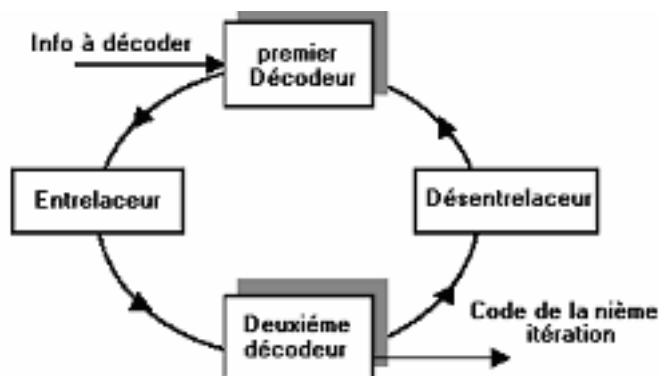 Info à décoder
premier
Décodeur
Entrelaceur
Désentrelaceur
Deuxiéme
décodeur
Code de la nième
itération